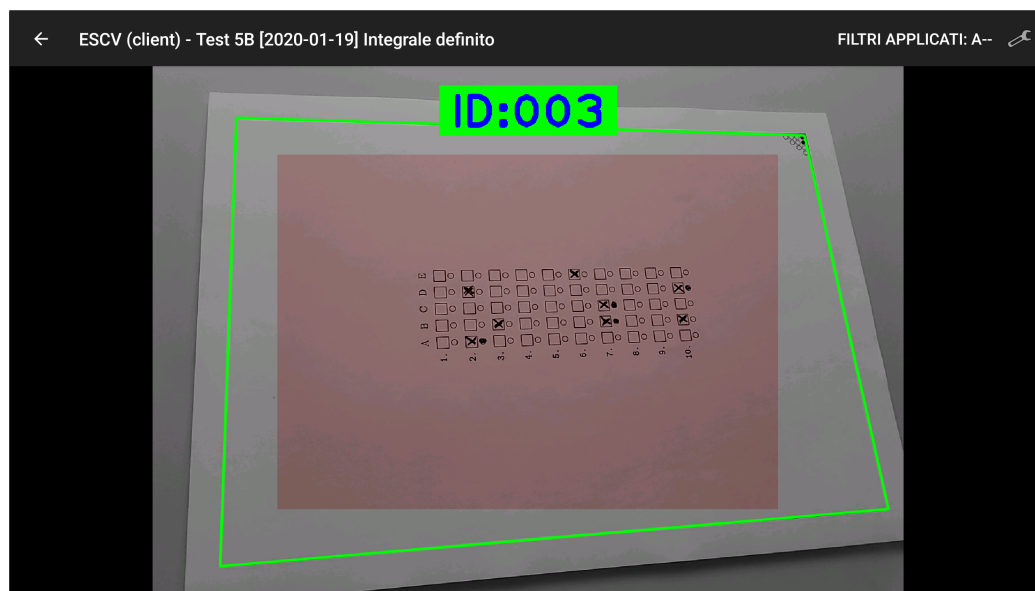 ESCV (client) - Test 5B [2020-01-19] Integrale definito
FILTRI APPLICATI: A--
ID:003
E
D
C
B
A
1. 2. 3. 4. 5. 6. 7. 8. 9. 10.